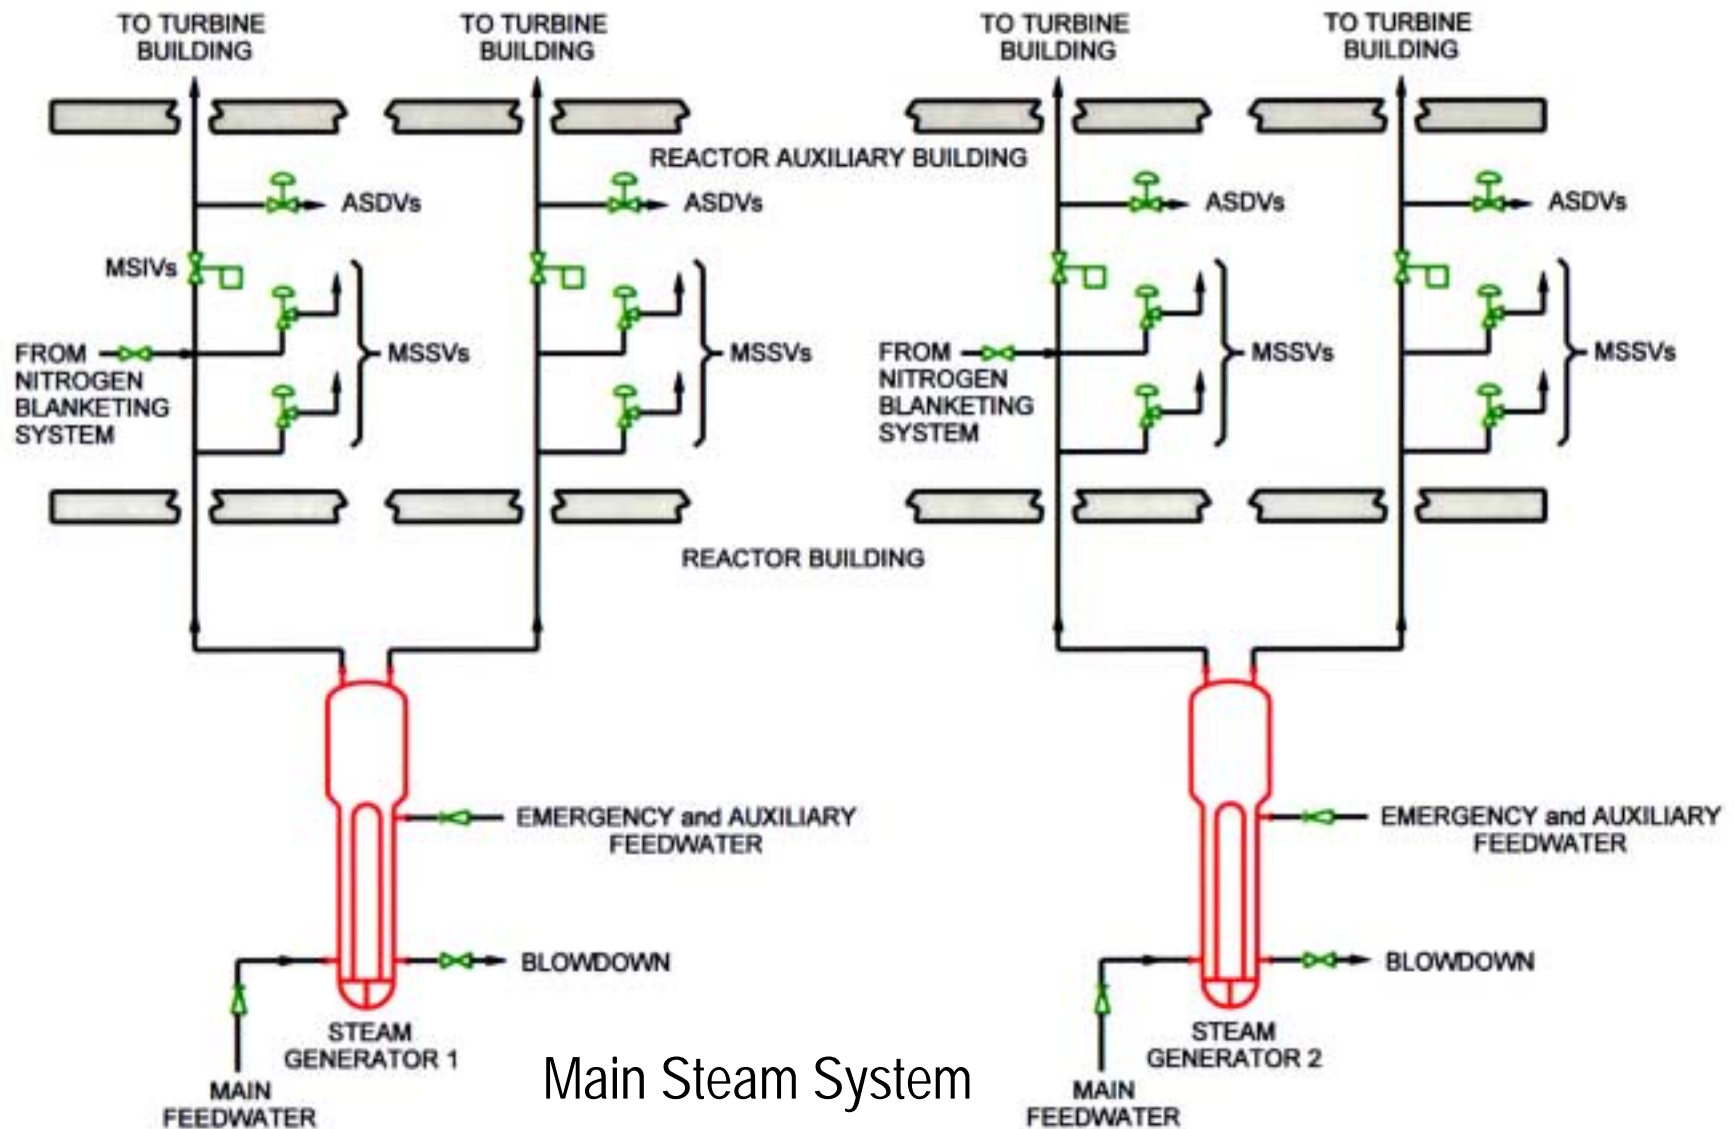 TO TURBINE
BUILDING
TO TURBINE
BUILDING
TO TURBINE
BUILDING
TO TURBINE
BUILDING
REACTOR AUXILIARY BUILDING
ASDVs
ASDVs
ASDVs
ASDVs
MSIVs
FROM
NITROGEN
BLANKETING
SYSTEM
MSSVs
MSSVs
FROM
NITROGEN
BLANKETING
SYSTEM
MSSVs
MSSVs
REACTOR BUILDING
EMERGENCY and AUXILIARY
FEEDWATER
EMERGENCY and AUXILIARY
FEEDWATER
BLOWDOWN
BLOWDOWN
STEAM
GENERATOR 1
STEAM
GENERATOR 2
MAIN
FEEDWATER
Main Steam System
MAIN
FEEDWATER